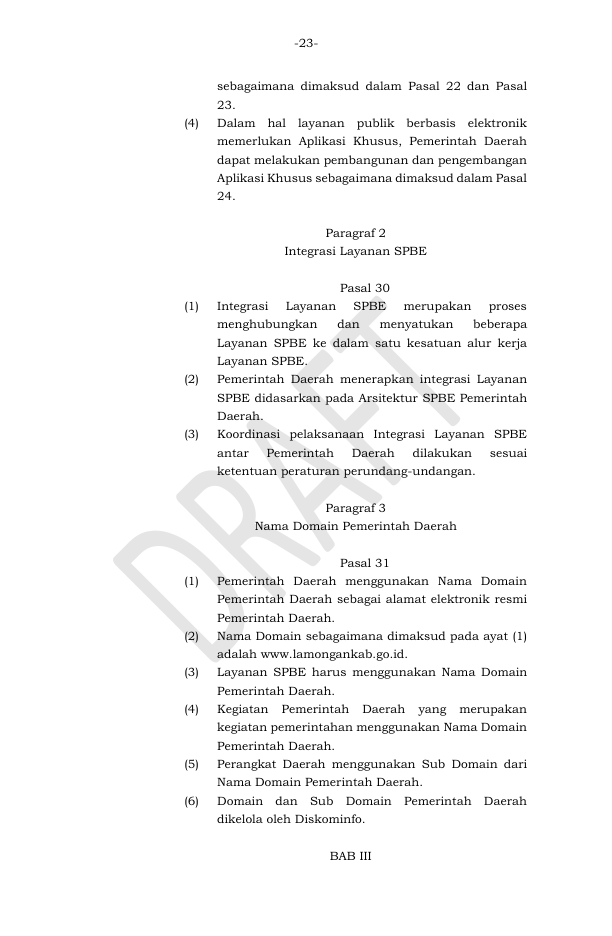 -23-
sebagaimana dimaksud dalam Pasal 22 dan Pasal
23.
(4) Dalam hal layanan publik berbasis elektronik
memerlukan Aplikasi Khusus, Pemerintah Daerah
dapat melakukan pembangunan dan pengembangan
Aplikasi Khusus sebagaimana dimaksud dalam Pasal
24.
Paragraf 2
Integrasi Layanan SPBE
Pasal 30
(1) Integrasi Layanan SPBE merupakan proses
menghubungkan dan menyatukan beberapa
Layanan SPBE ke dalam satu kesatuan alur kerja
Layanan SPBE.
(2) Pemerintah Daerah menerapkan integrasi Layanan
SPBE didasarkan pada Arsitektur SPBE Pemerintah
Daerah.
(3) Koordinasi pelaksanaan Integrasi Layanan SPBE
antar Pemerintah Daerah dilakukan sesuai
ketentuan peraturan perundang-undangan.
Paragraf 3
Nama Domain Pemerintah Daerah
Pasal 31
(1) Pemerintah Daerah menggunakan Nama Domain
Pemerintah Daerah sebagai alamat elektronik resmi
Pemerintah Daerah.
(2) Nama Domain sebagaimana dimaksud pada ayat (1)
adalah www.lamongankab.go.id.
(3) Layanan SPBE harus menggunakan Nama Domain
Pemerintah Daerah.
(4) Kegiatan Pemerintah Daerah yang merupakan
kegiatan pemerintahan menggunakan Nama Domain
Pemerintah Daerah.
(5) Perangkat Daerah menggunakan Sub Domain dari
Nama Domain Pemerintah Daerah.
(6) Domain dan Sub Domain Pemerintah Daerah
dikelola oleh Diskominfo.
BAB III
DRAFT